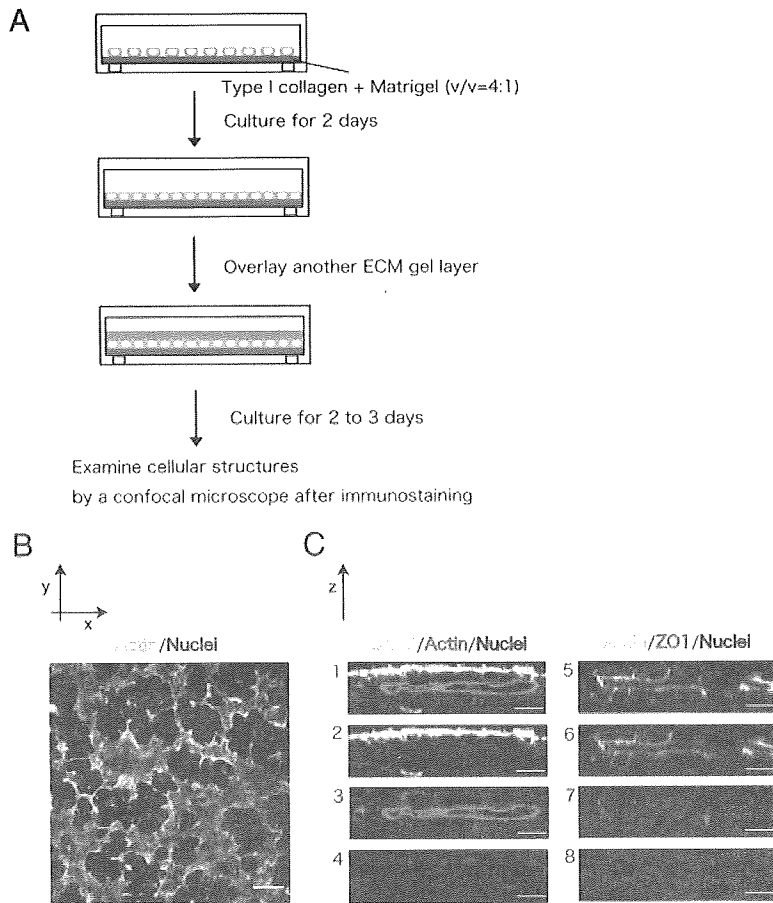 A
Type I collagen + Matrigel (v/v=4:1)
Culture for 2 days
Overlay another ECM gel layer
Culture for 2 to 3 days
Examine cellular structures
by a confocal microscope after immunostaining
B
y
x
/Nuclei
C
z
/Actin/Nuclei
/ZO1/Nuclei
1
2
3
4
5
6
7
8